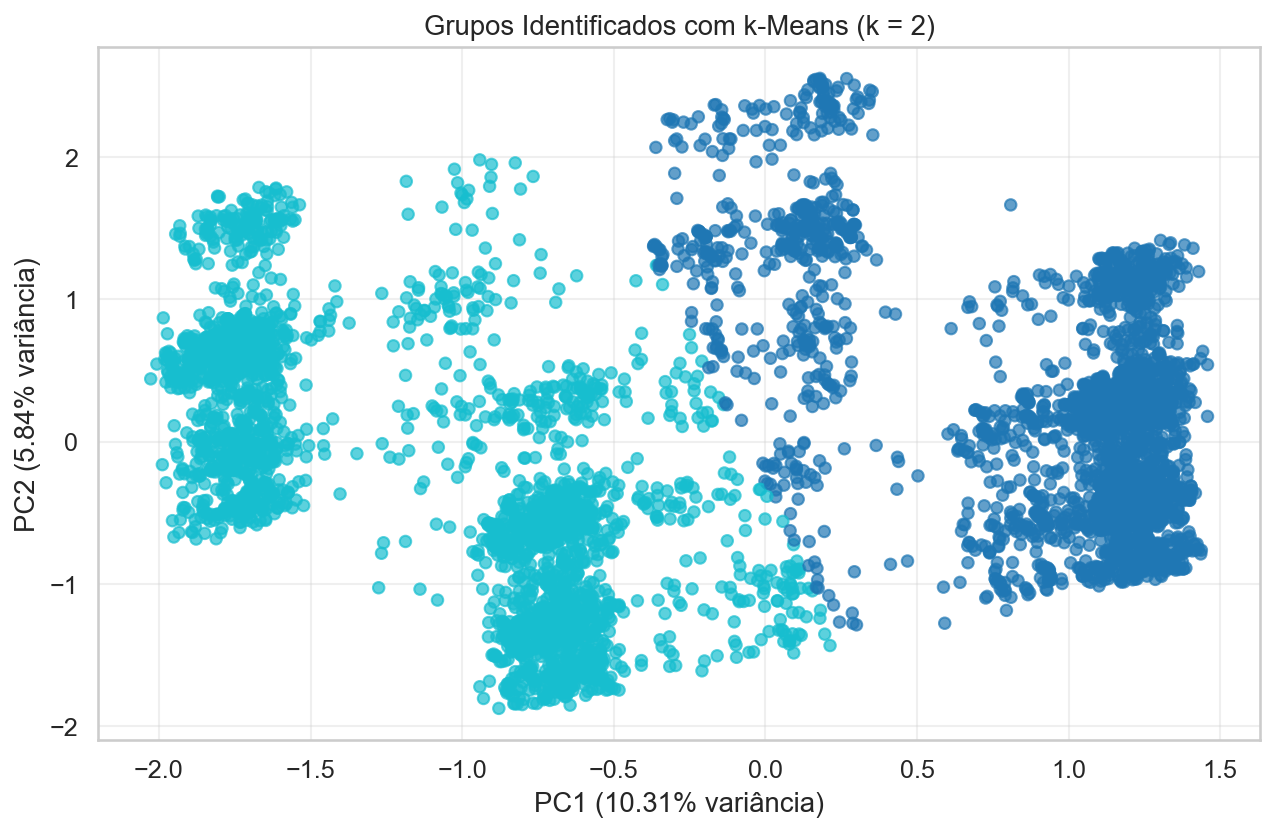 Grupos Identificados com k-Means (k = 2)
PC2 (5.84% variância)
2
1
0
−1
−2
−2.0 −1.5 −1.0 −0.5 0.0 0.5 1.0 1.5
PC1 (10.31% variância)